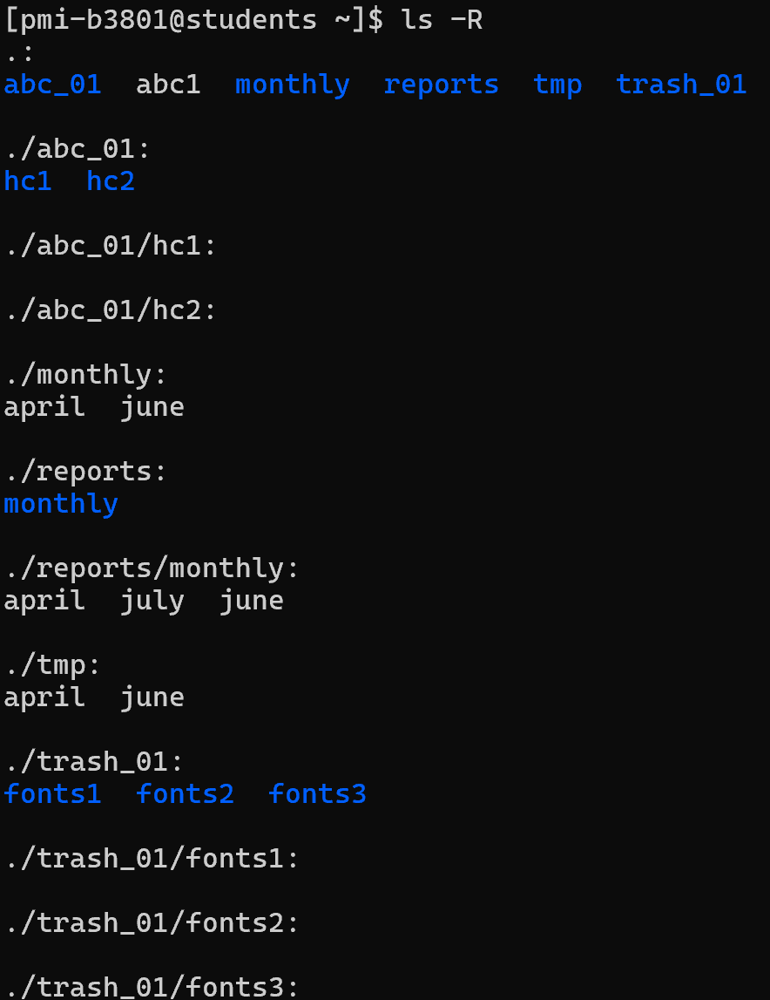 [pmi-b3801@students ~]$ ls -R
.:
abc_01  abc1  monthly  reports  tmp  trash_01
./abc_01:
hc1  hc2
./abc_01/hc1:
./abc_01/hc2:
./monthly:
april  june
./reports:
monthly
./reports/monthly:
april  july  june
./tmp:
april  june
./trash_01:
fonts1  fonts2  fonts3
./trash_01/fonts1:
./trash_01/fonts2:
./trash_01/fonts3: